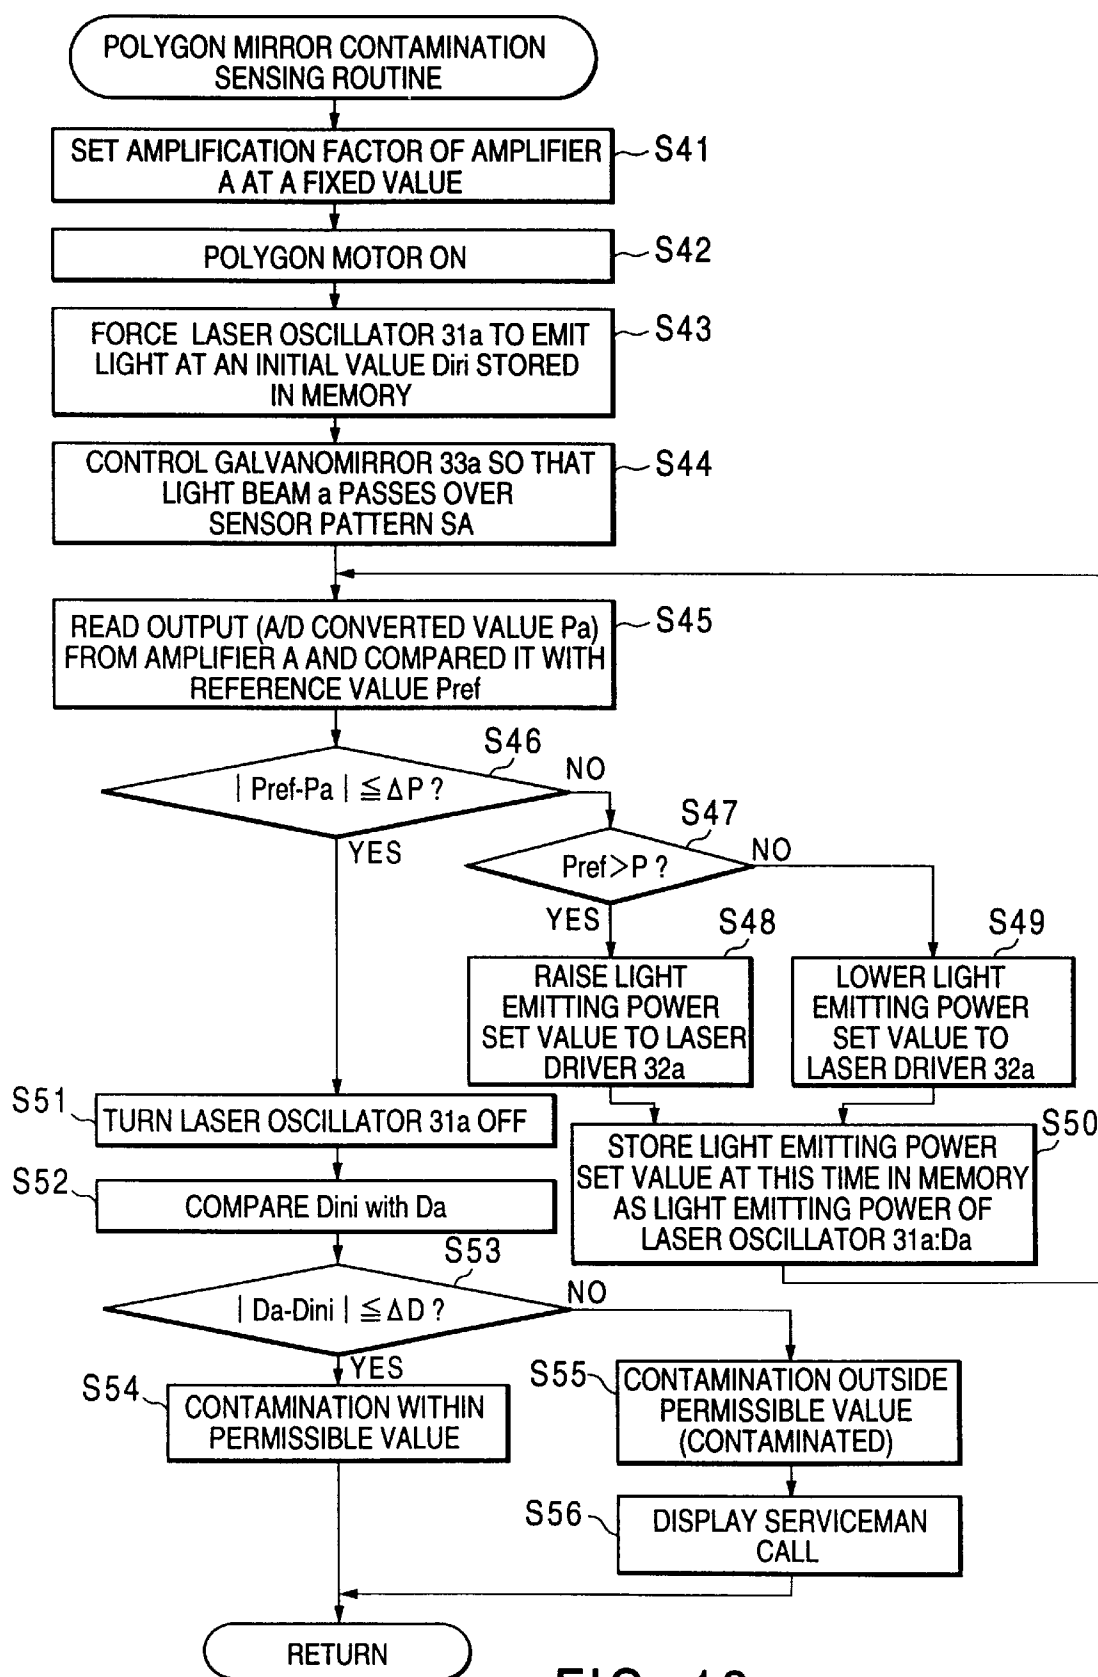 POLYGON MIRROR CONTAMINATION
SENSING ROUTINE
SET AMPLIFICATION FACTOR OF AMPLIFIER
A AT A FIXED VALUE
S41
POLYGON MOTOR ON
S42
FORCE LASER OSCILLATOR 31a TO EMIT
LIGHT AT AN INITIAL VALUE Diri STORED
IN MEMORY
S43
CONTROL GALVANOMIRROR 33a SO THAT
LIGHT BEAM a PASSES OVER
SENSOR PATTERN SA
S44
READ OUTPUT (A/D CONVERTED VALUE Pa)
FROM AMPLIFIER A AND COMPARED IT WITH
REFERENCE VALUE Pref
S45
S46
| Pref-Pa | ≦ ΔP ?
NO
YES
S47
Pref>P ?
NO
YES
S48
RAISE LIGHT
EMITTING POWER
SET VALUE TO LASER
DRIVER 32a
S49
LOWER LIGHT
EMITTING POWER
SET VALUE TO
LASER DRIVER 32a
S50
STORE LIGHT EMITTING POWER
SET VALUE AT THIS TIME IN MEMORY
AS LIGHT EMITTING POWER OF
LASER OSCILLATOR 31a:Da
S51
TURN LASER OSCILLATOR 31a OFF
S52
COMPARE Dini with Da
S53
| Da-Dini | ≦ ΔD ?
NO
YES
S54
CONTAMINATION WITHIN
PERMISSIBLE VALUE
S55
CONTAMINATION OUTSIDE
PERMISSIBLE VALUE
(CONTAMINATED)
S56
DISPLAY SERVICEMAN
CALL
RETURN